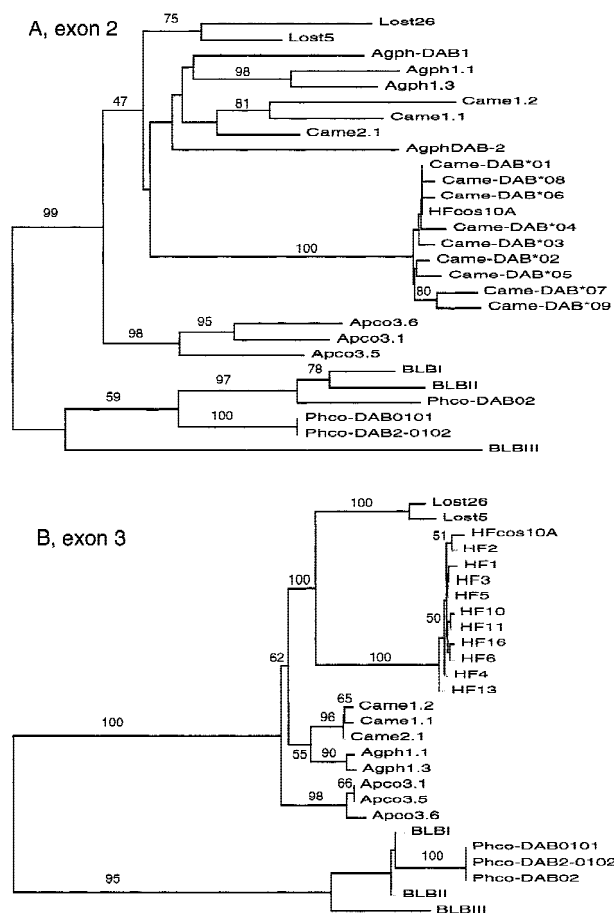 A, exon 2
75
Lost26
Lost5
Agph-DAB1
98
Agph1.1
Agph1.3
47
81
Came1.2
Came1.1
Came2.1
AgphDAB-2
Came-DAB*01
Came-DAB*08
Came-DAB*06
HFcos10A
99
Came-DAB*04
Came-DAB*03
100
Came-DAB*02
Came-DAB*05
80
Came-DAB*07
Came-DAB*09
95
Apco3.6
98
Apco3.1
Apco3.5
78
BLBI
97
BLBII
59
Phco-DAB02
100
Phco-DAB0101
Phco-DAB2-0102
BLBIII
B, exon 3
100
Lost26
Lost5
51
HFcos10A
HF2
HF1
100
HF3
HF5
50
HF10
HF11
HF16
62
100
HF6
HF4
HF13
65
Came1.2
96
Came1.1
100
Came2.1
55
90
Agph1.1
Agph1.3
66
Apco3.1
98
Apco3.5
Apco3.6
BLBI
100
Phco-DAB0101
Phco-DAB2-0102
95
Phco-DAB02
BLBII
BLBIII